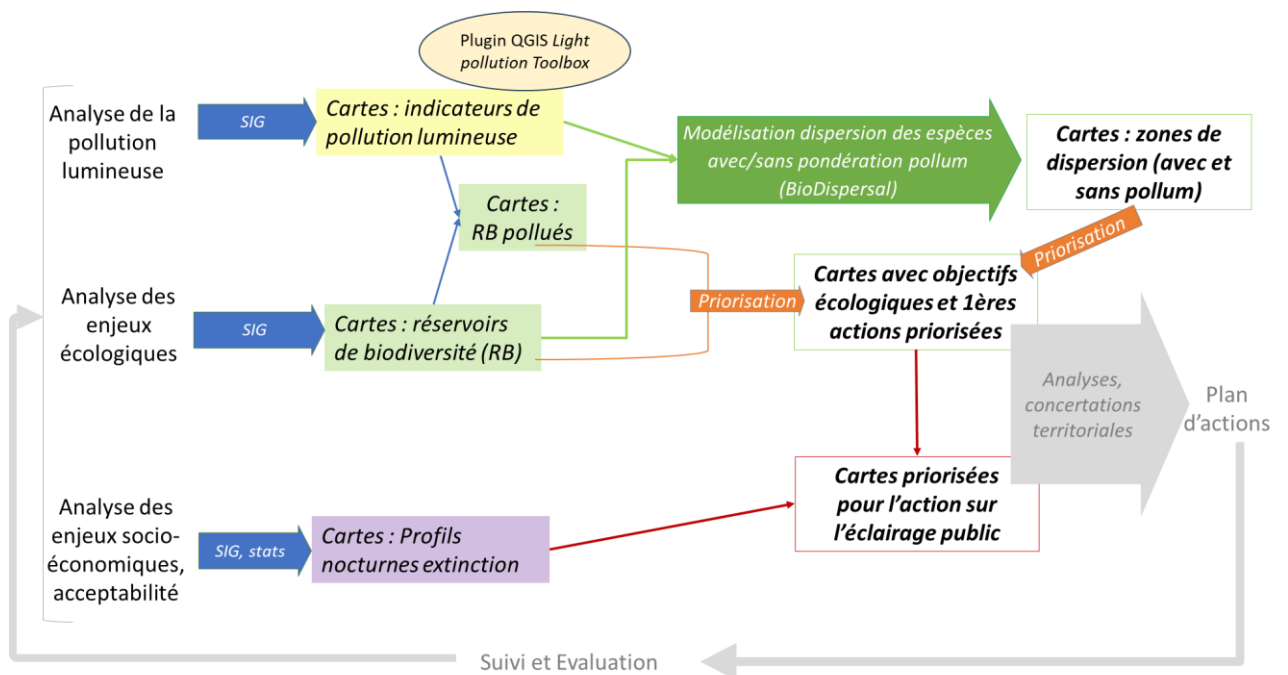 Plugin QGIS Light
pollution Toolbox
Analyse de la
pollution
lumineuse
SIG
Cartes : indicateurs de
pollution lumineuse
Modélisation dispersion des espèces
avec/sans pondération pollum
(BioDispersal)
Cartes : zones de
dispersion (avec et
sans pollum)
Cartes :
RB pollués
Priorisation
Analyse des
enjeux
écologiques
SIG
Cartes : réservoirs
de biodiversité (RB)
Priorisation
Cartes avec objectifs
écologiques et 1ères
actions priorisées
Analyses,
concertations
territoriales
Plan
d’actions
Analyse des
enjeux socio-
économiques,
acceptabilité
SIG, stats
Cartes : Profils
nocturnes extinction
Cartes priorisées
pour l’action sur
l’éclairage public
Suivi et Evaluation